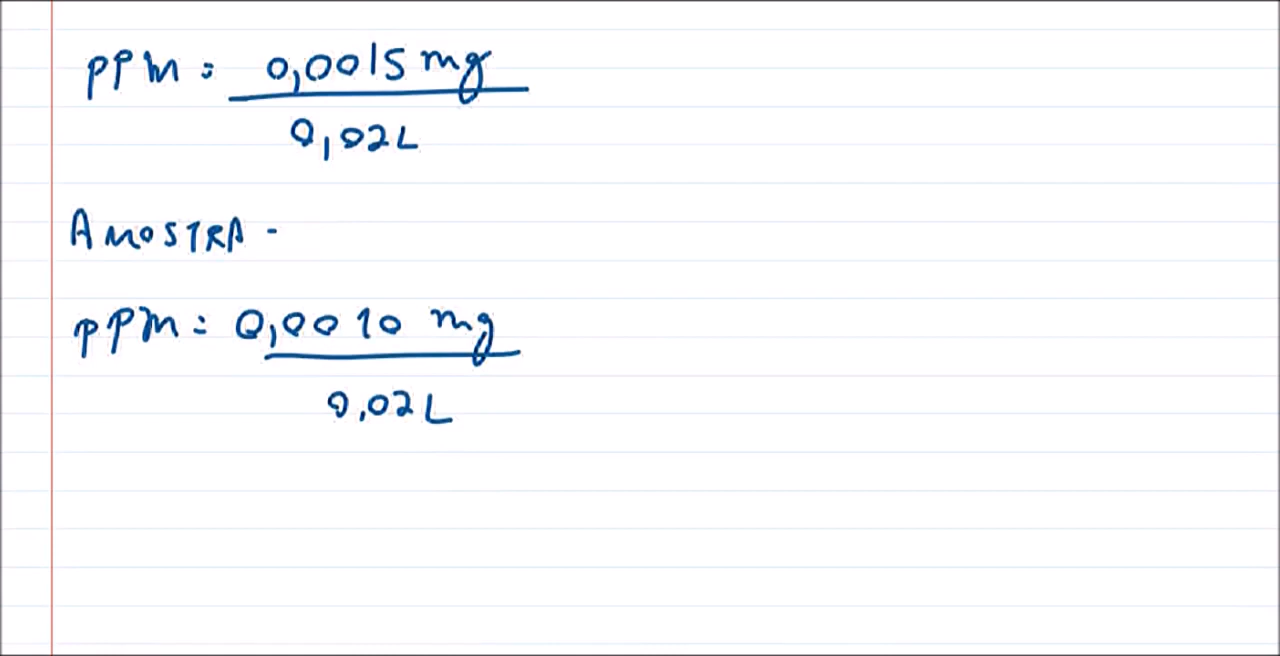 PPM = 0,0015 mg
0,02L
AMOSTRA -
PPM = 0,0010 mg
0,02L